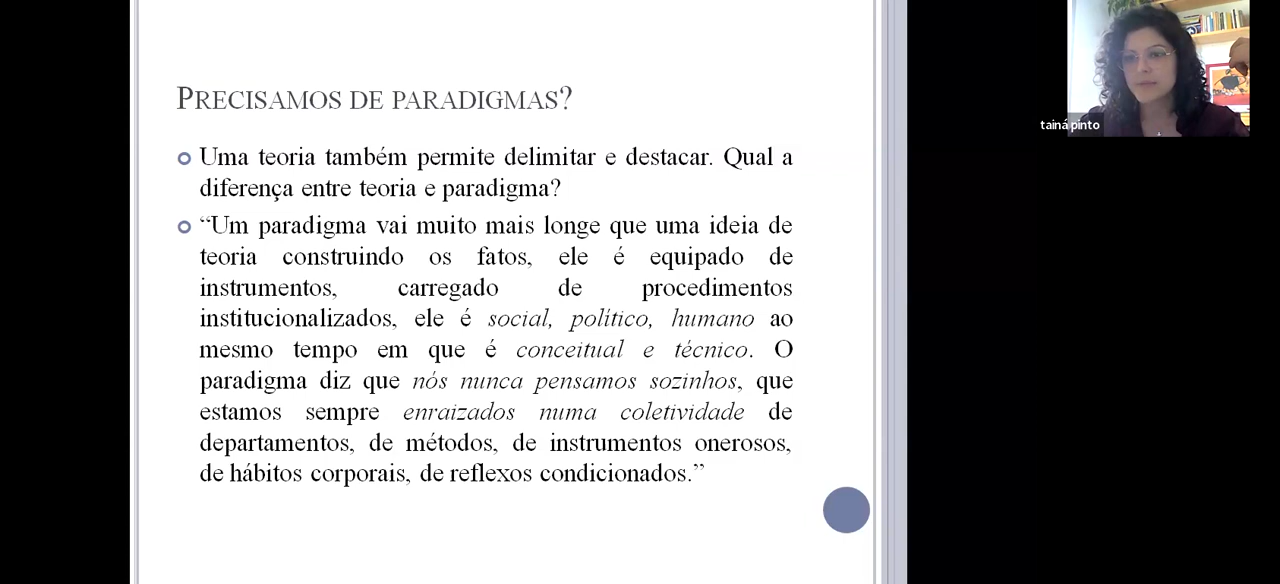 PRECISAMOS DE PARADIGMAS?
Uma teoria também permite delimitar e destacar. Qual a
diferença entre teoria e paradigma?
“Um paradigma vai muito mais longe que uma ideia de
teoria construindo os fatos, ele é equipado de
instrumentos, carregado de procedimentos
institucionalizados, ele é social, político, humano ao
mesmo tempo em que é conceitual e técnico. O
paradigma diz que nós nunca pensamos sozinhos, que
estamos sempre enraizados numa coletividade de
departamentos, de métodos, de instrumentos onerosos,
de hábitos corporais, de reflexos condicionados.”
tainá pinto